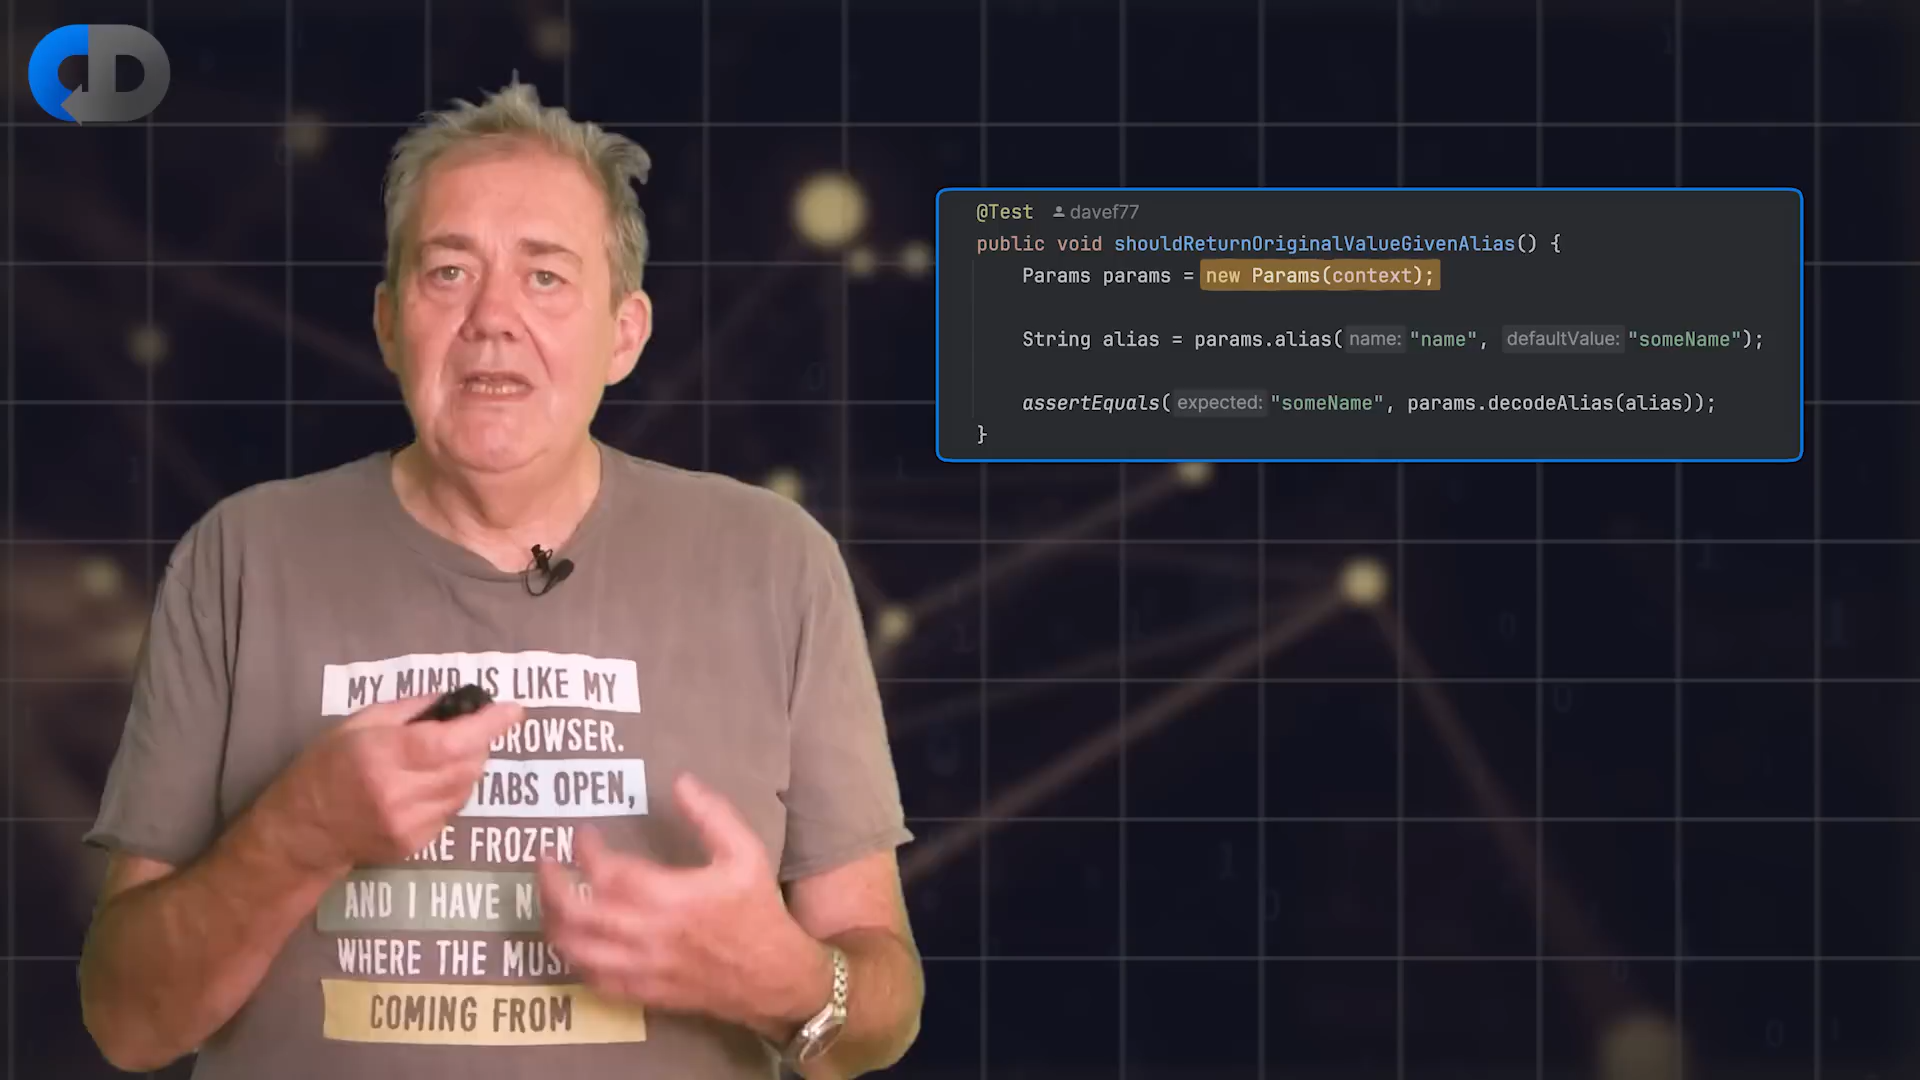 CD
@Test davef77
public void shouldReturnOriginalValueGivenAlias() {
Params params = new Params(context);
String alias = params.alias( name: "name", defaultValue: "someName");
assertEquals( expected: "someName", params.decodeAlias(alias));
}
MY MIND IS LIKE MY
BROWSER.
TABS OPEN,
FROZEN
AND I HAVE
WHERE THE
COMING FROM